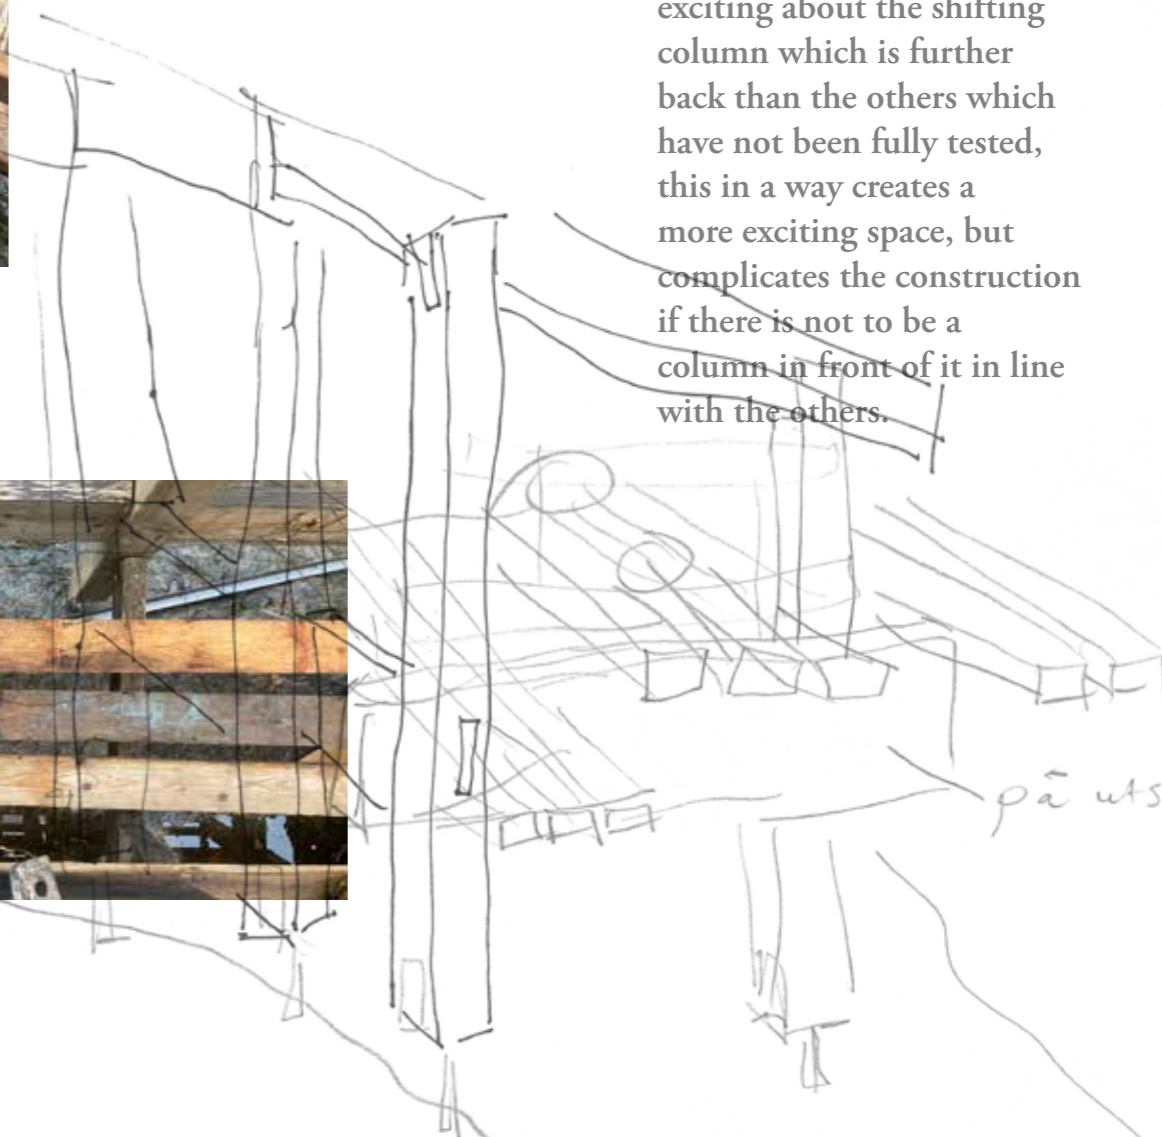 exciting about the shifting
column which is further
back than the others which
have not been fully tested,
this in a way creates a
more exciting space, but
complicates the construction
if there is not to be a
column in front of it in line
with the others.
på uts